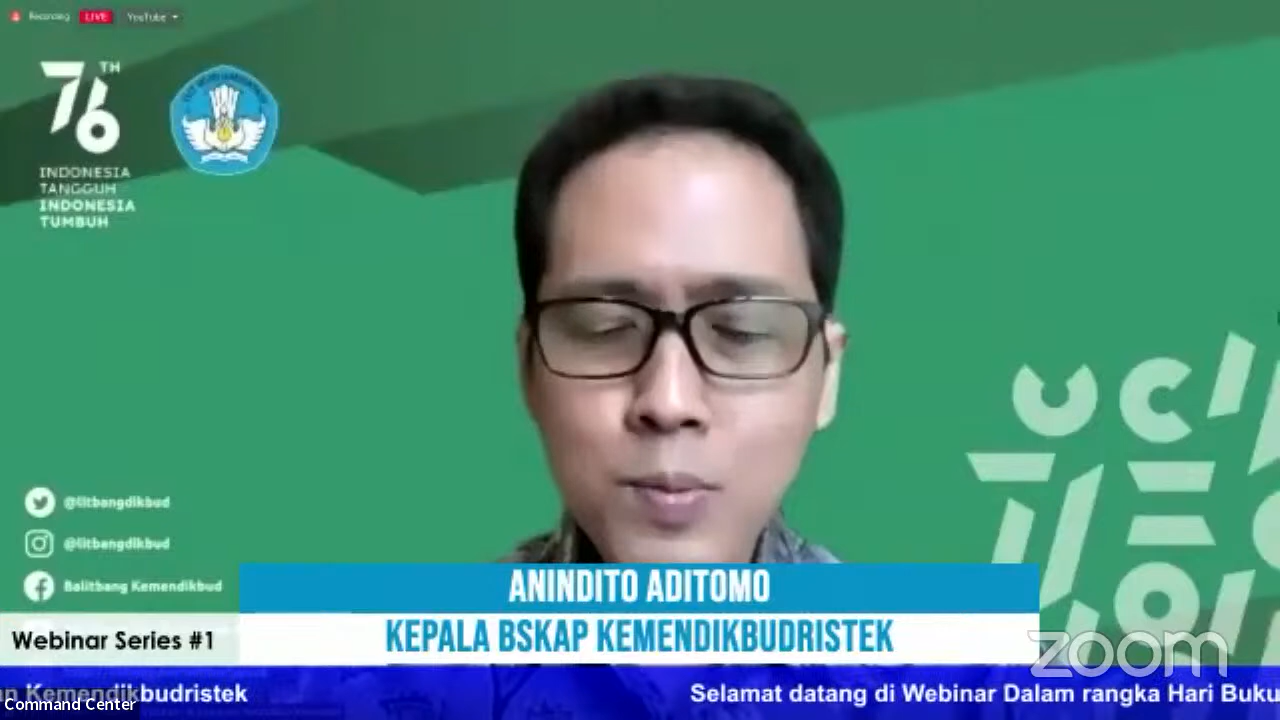 Recording LIVE YouTube
76 TH
INDONESIA
TANGGUH
INDONESIA
TUMBUH
@litbangdikbud
@litbangdikbud
Balitbang Kemendikbud
ANINDITO ADITOMO
Webinar Series #1
KEPALA BSKAP KEMENDIKBUDRISTEK
zoom
Kemendikbudristek
Selamat datang di Webinar Dalam rangka Hari Buku
Command Center